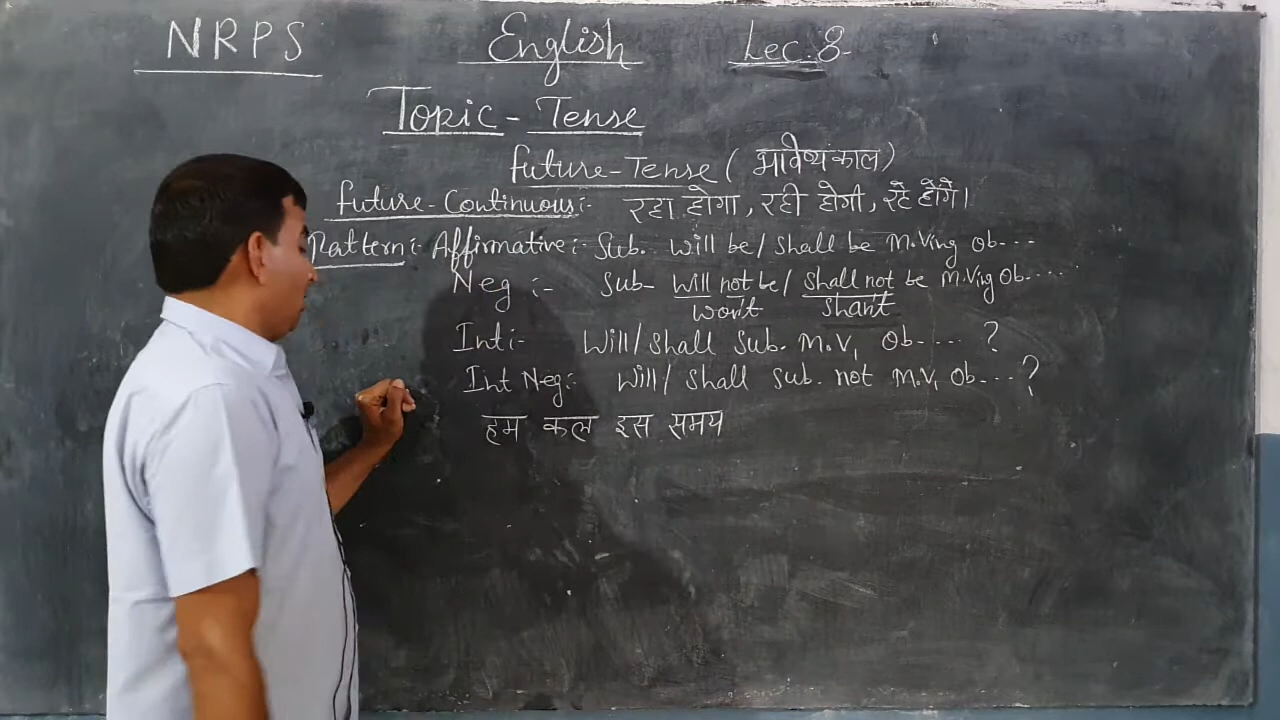 NRPS English Lec. 8
Topic - Tense
Future-Tense ( भविष्यकाल)
Future-Continuous:- रहा होगा, रही होगी, रहे होंगे।
Pattern:- Affirmative:- Sub. will be/ shall be M.Ving Ob---
Neg :- Sub- will not be/ shall not be M.Ving Ob-----
won't shan't
Int:- Will/shall sub. M.V₁ Ob----- ?
Int Neg:- Will/ shall sub. not M.V₁ Ob---- ?
हम कल इस समय